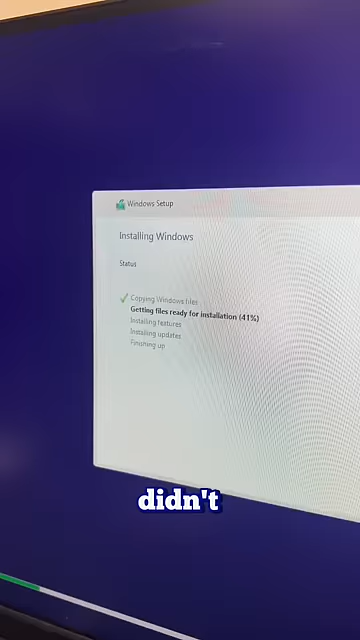 Windows Setup
Installing Windows
Status
Copying Windows files
Getting files ready for installation (41%)
Installing features
Installing updates
Finishing up
didn't